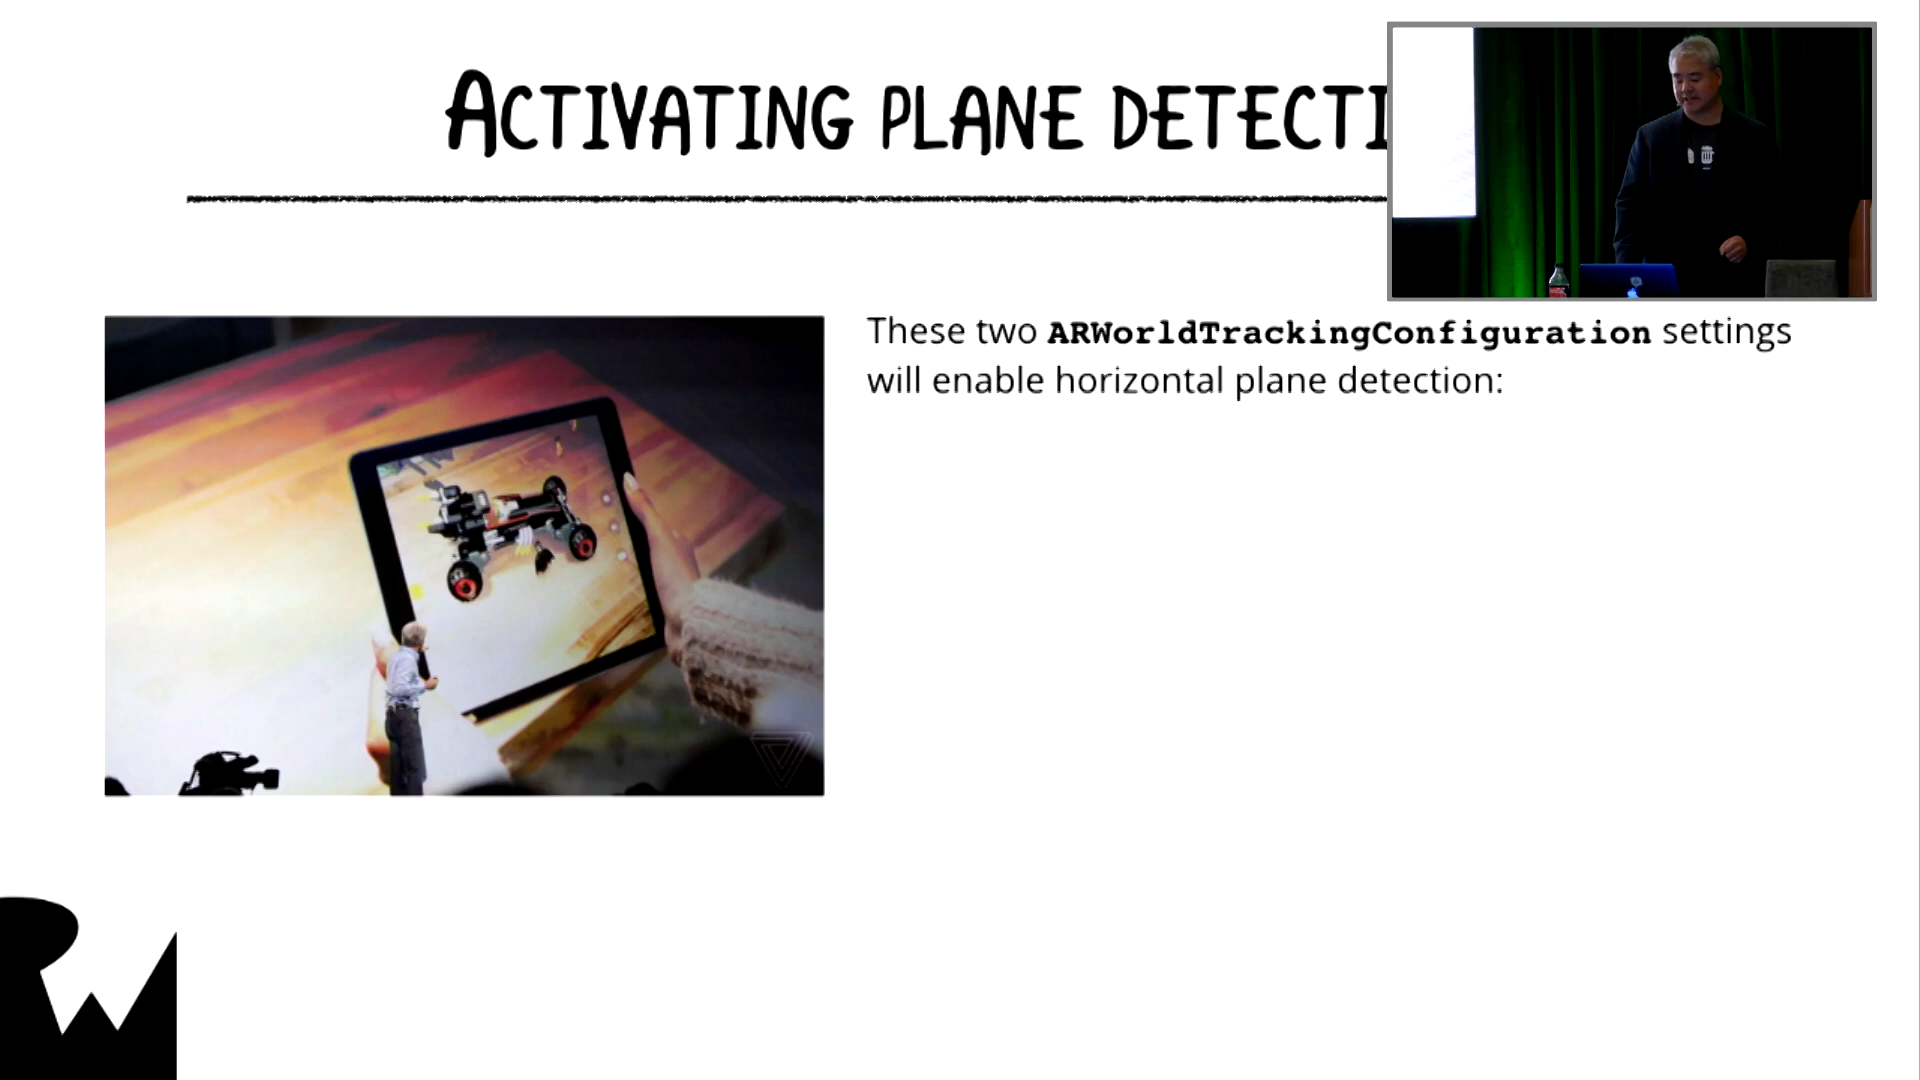 ACTIVATING PLANE DETECTI
These two ARWorldTrackingConfiguration settings
will enable horizontal plane detection: